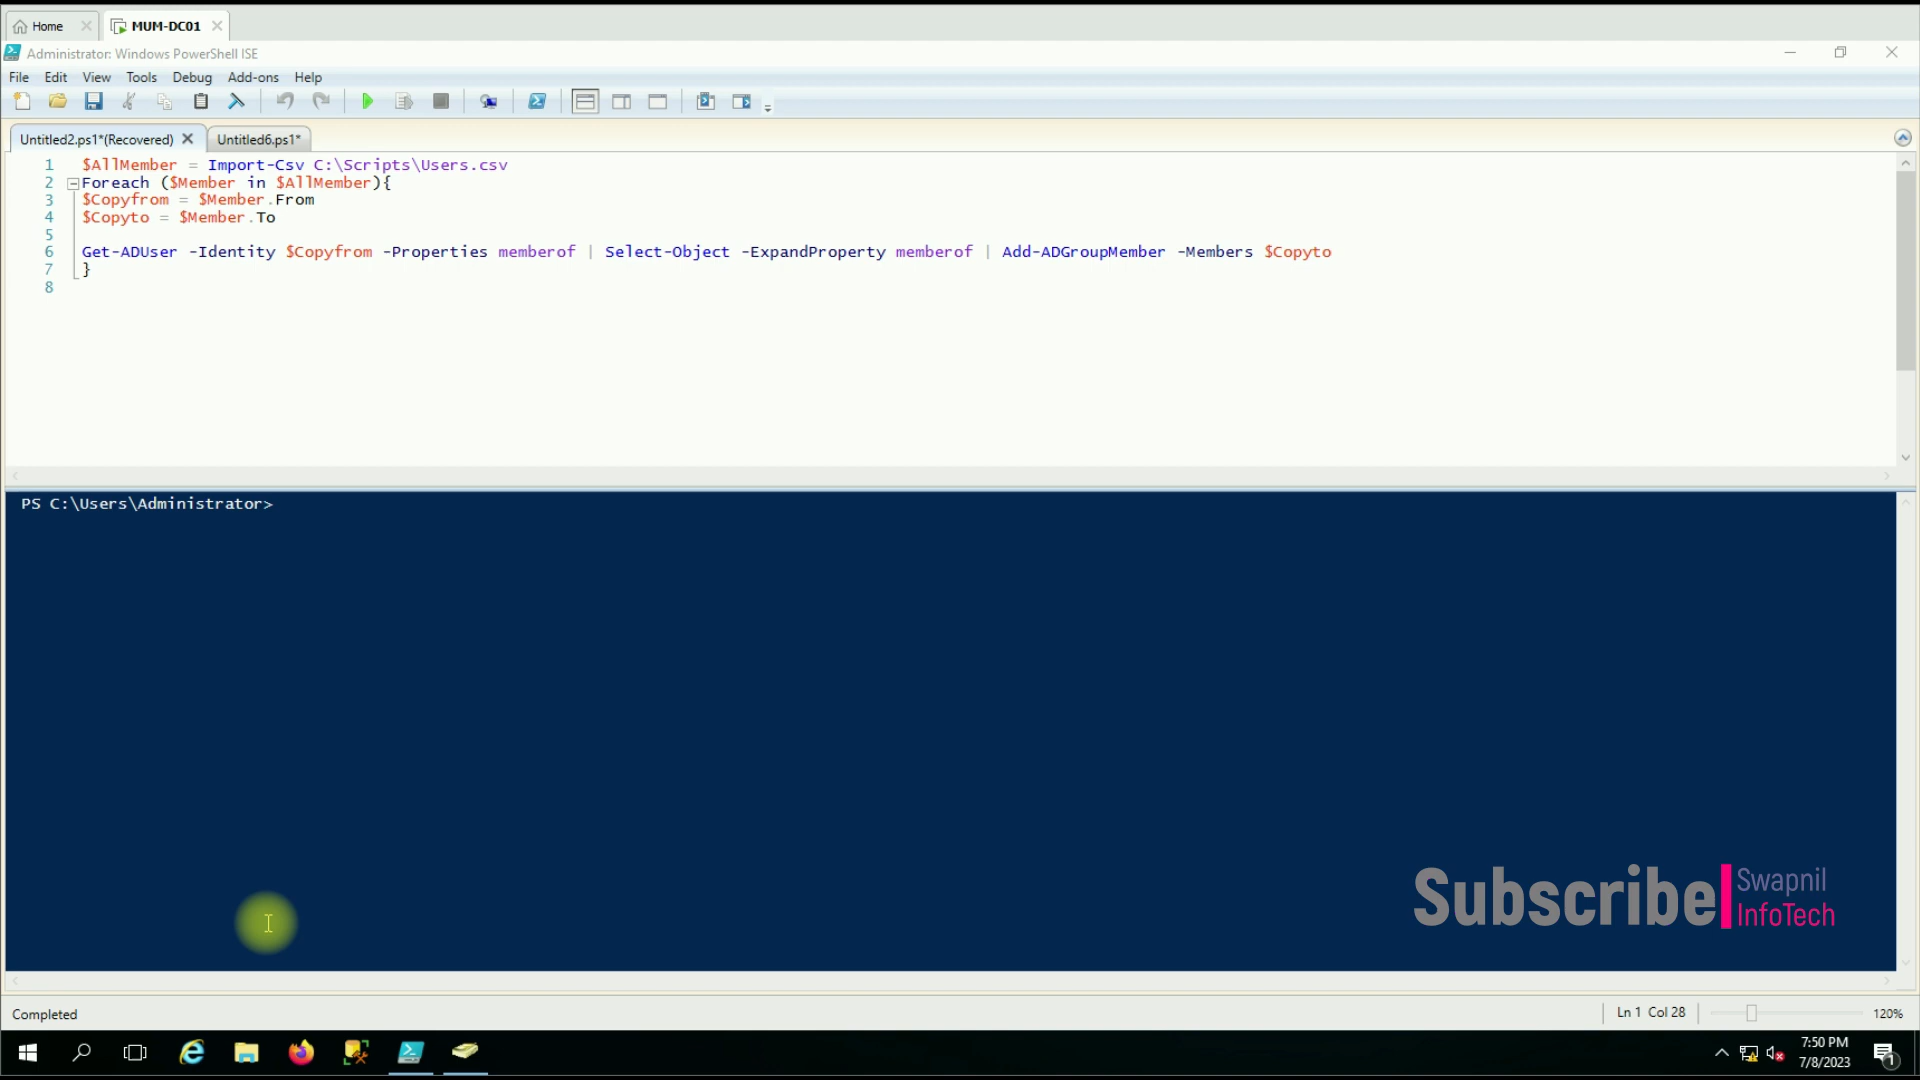 Home
MUM-DC01
Administrator: Windows PowerShell ISE
File Edit View Tools Debug Add-ons Help
Untitled2.ps1*(Recovered) Untitled6.ps1*
1 $AllMember = Import-Csv C:\Scripts\Users.csv
2 Foreach ($Member in $AllMember){
3 $Copyfrom = $Member.From
4 $Copyto = $Member.To
5
6 Get-ADUser -Identity $Copyfrom -Properties memberof | Select-Object -ExpandProperty memberof | Add-ADGroupMember -Members $Copyto
7 }
8
PS C:\Users\Administrator>
Subscribe
Swapnil
InfoTech
Completed
Ln 1 Col 28
120%
7:50 PM
7/8/2023
1